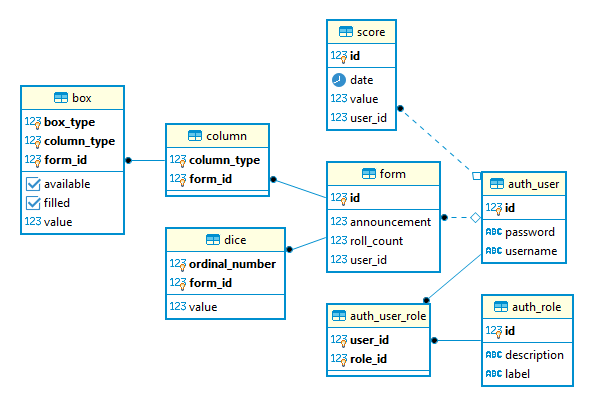 score
123 id
date
123 value
123 user_id
box
123 box_type
123 column_type
123 form_id
available
filled
123 value
column
123 column_type
123 form_id
form
123 id
123 announcement
123 roll_count
123 user_id
auth_user
123 id
ABC password
ABC username
dice
123 ordinal_number
123 form_id
123 value
auth_user_role
123 user_id
123 role_id
auth_role
123 id
ABC description
ABC label